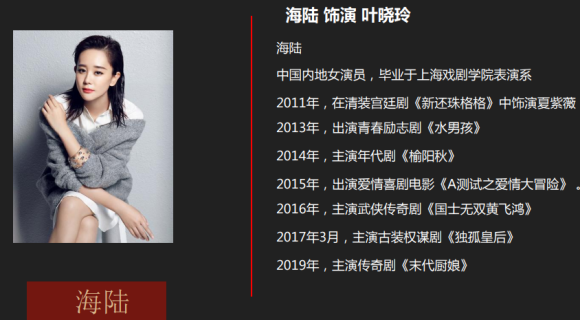 海陆 饰演 叶晓玲
海陆
中国内地女演员，毕业于上海戏剧学院表演系
2011年，在清装宫廷剧《新还珠格格》中饰演夏紫薇
2013年，出演青春励志剧《水男孩》
2014年，主演年代剧《榆阳秋》
2015年，出演爱情喜剧电影《A测试之爱情大冒险》 。
2016年，主演武侠传奇剧《国士无双黄飞鸿》
2017年3月，主演古装权谋剧《独孤皇后》
2019年，主演传奇剧《末代厨娘》
海陆